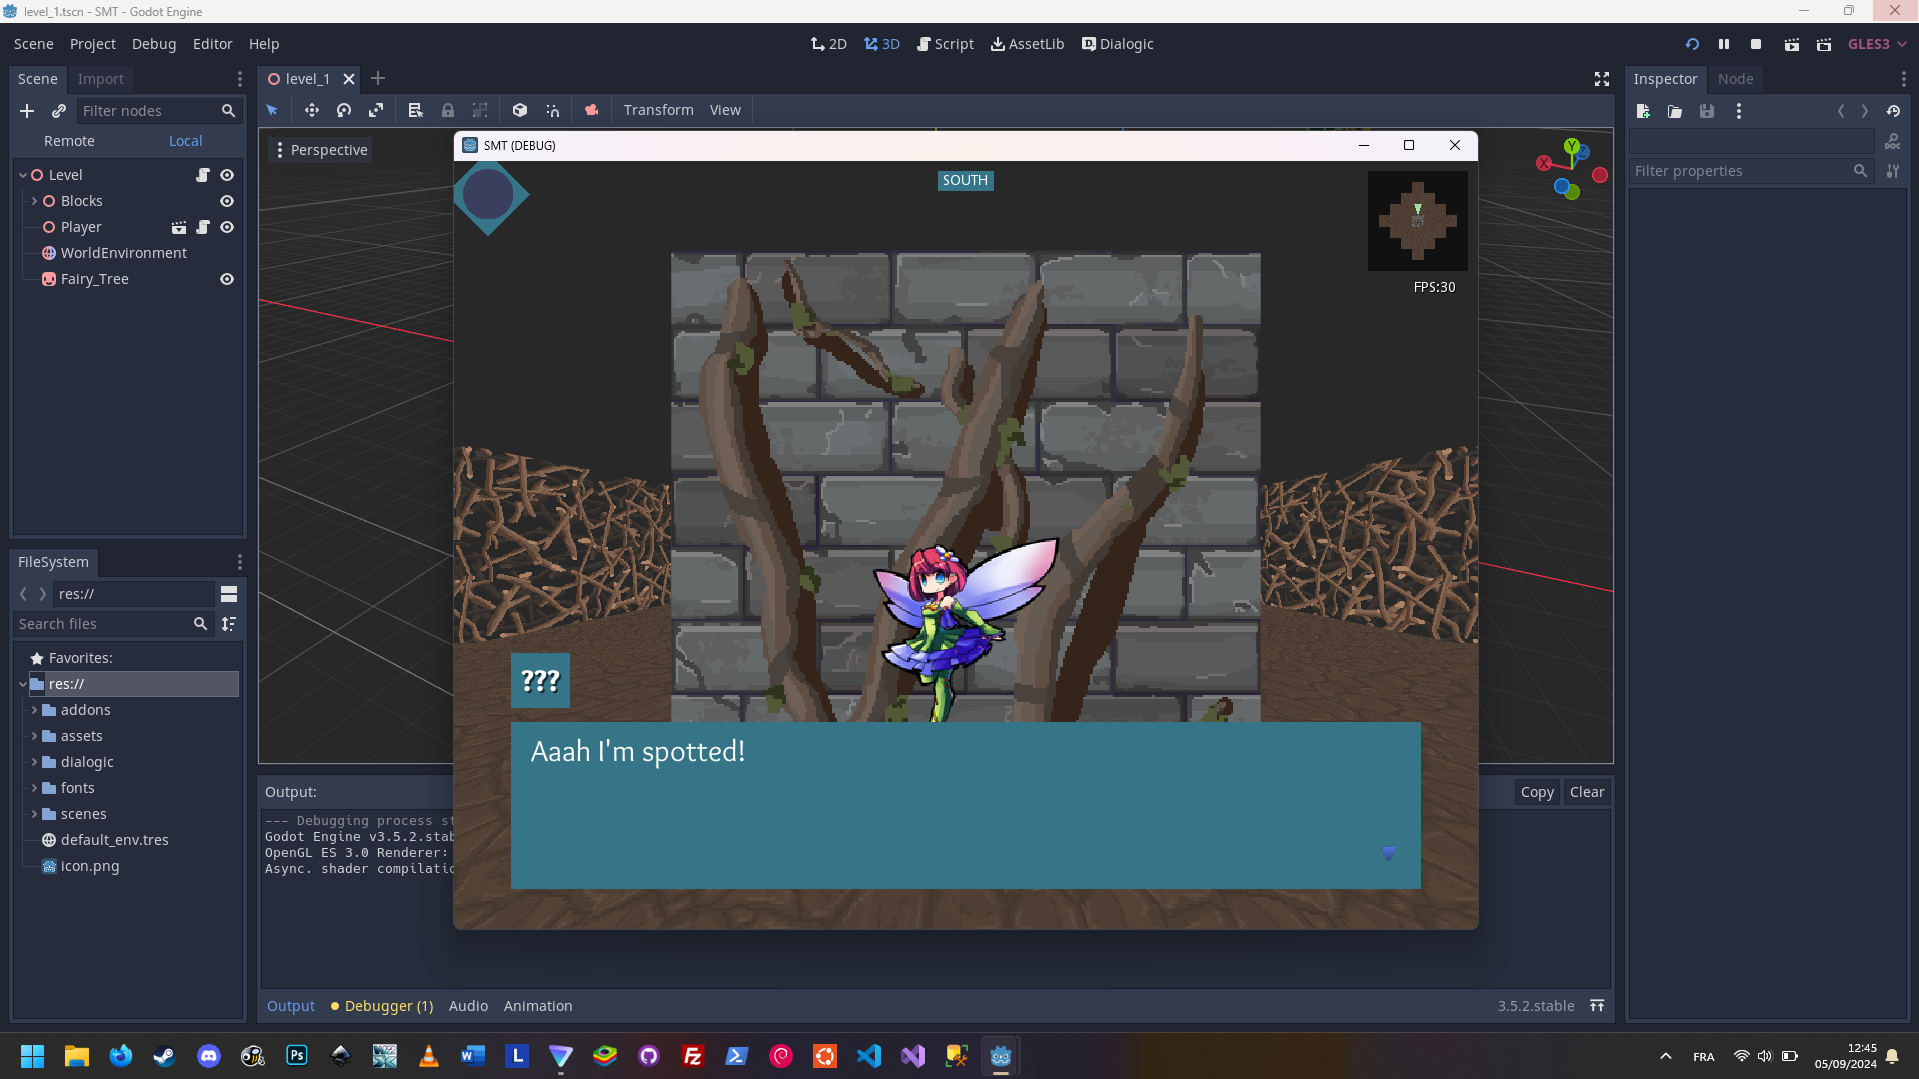 level_1.tscn - SMT - Godot Engine
Scene Project Debug Editor Help
2D 3D Script AssetLib Dialogic
GLES3
Scene Import
level_1
Inspector Node
Filter nodes
Transform View
Remote Local
Perspective
SMT (DEBUG)
Filter properties
Level
Blocks
Player
WorldEnvironment
Fairy_Tree
SOUTH
FPS:30
Y
Z
X
DOC
FileSystem
res://
Search files
Favorites:
res://
addons
assets
dialogic
fonts
scenes
default_env.tres
icon.png
???
Aaah I'm spotted!
Output:
Copy Clear
--- Debugging process st
Godot Engine v3.5.2.stab
OpenGL ES 3.0 Renderer:
Async. shader compilatio
Output Debugger (1) Audio Animation
3.5.2.stable
Ps
W
L
Fz
FRA
12:45
05/09/2024